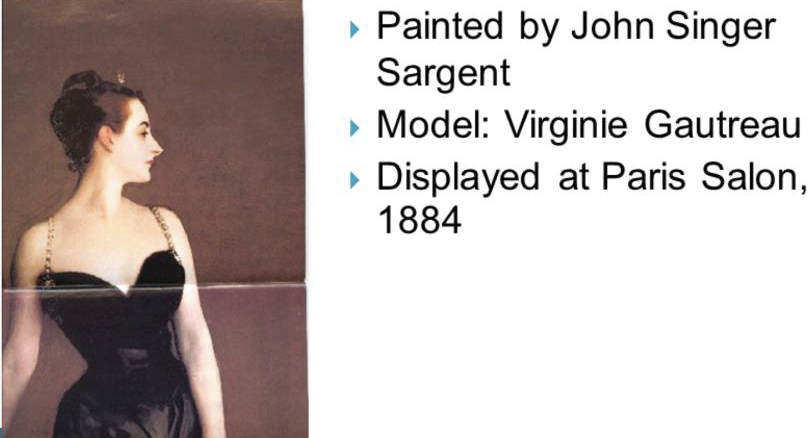 Painted by John Singer
Sargent
Model: Virginie Gautreau
Displayed at Paris Salon,
1884